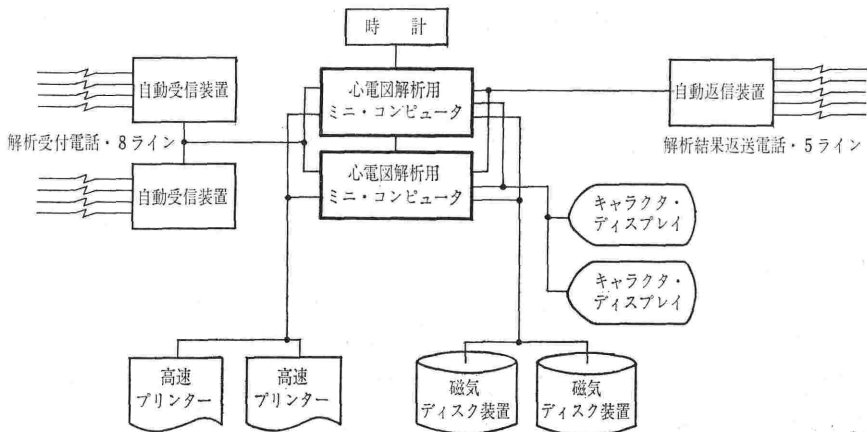 時　計
自動受信装置
心電図解析用
ミニ・コンピュータ
自動返信装置
解析受付電話・8ライン
解析結果返送電話・5ライン
自動受信装置
心電図解析用
ミニ・コンピュータ
キャラクタ・
ディスプレイ
キャラクタ・
ディスプレイ
高速
プリンター
高速
プリンター
磁気
ディスク装置
磁気
ディスク装置